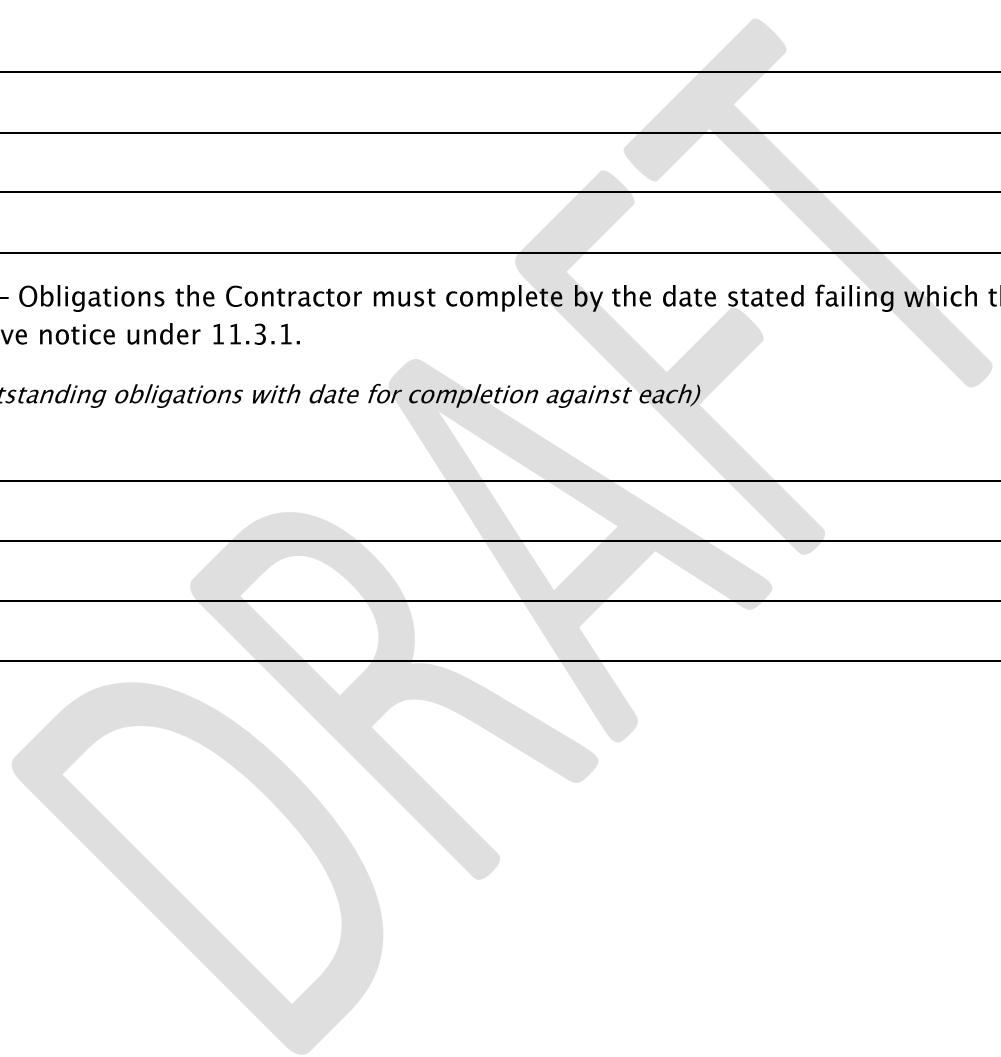 – Obligations the Contractor must complete by the date stated failing which
ve notice under 11.3.1.
tstanding obligations with date for completion against each)
DRAFT